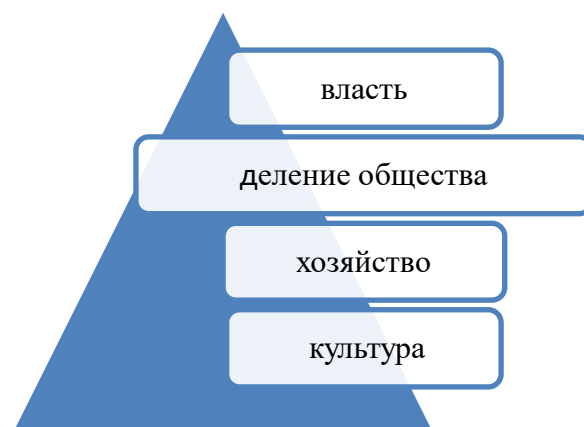 власть
деление общества
хозяйство
культура